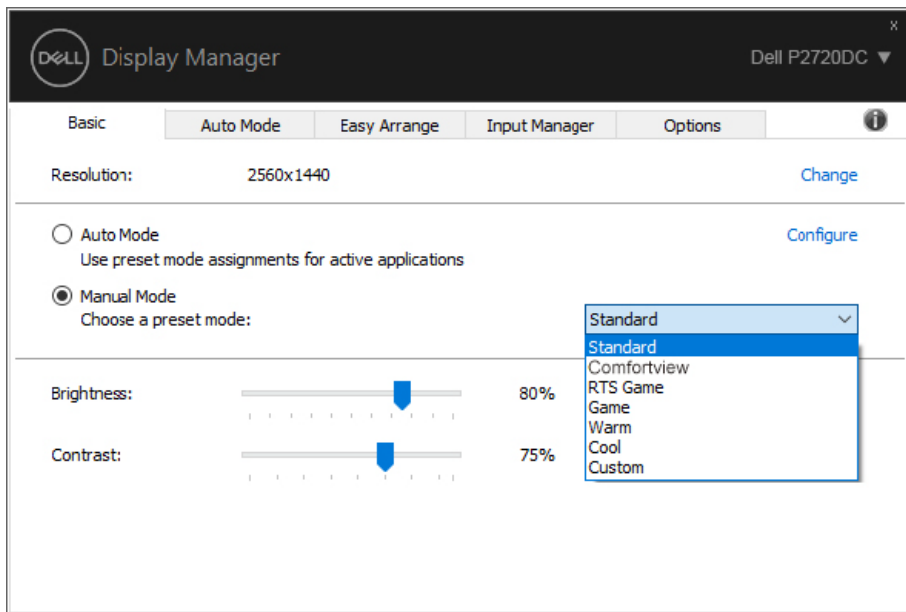 x
DELL Display Manager Dell P2720DC ▼
Basic Auto Mode Easy Arrange Input Manager Options i
Resolution: 2560x1440 Change
Auto Mode Configure
Use preset mode assignments for active applications
Manual Mode
Choose a preset mode: Standard
Standard
Comfortview
RTS Game
Game
Warm
Cool
Custom
Brightness: 80%
Contrast: 75%